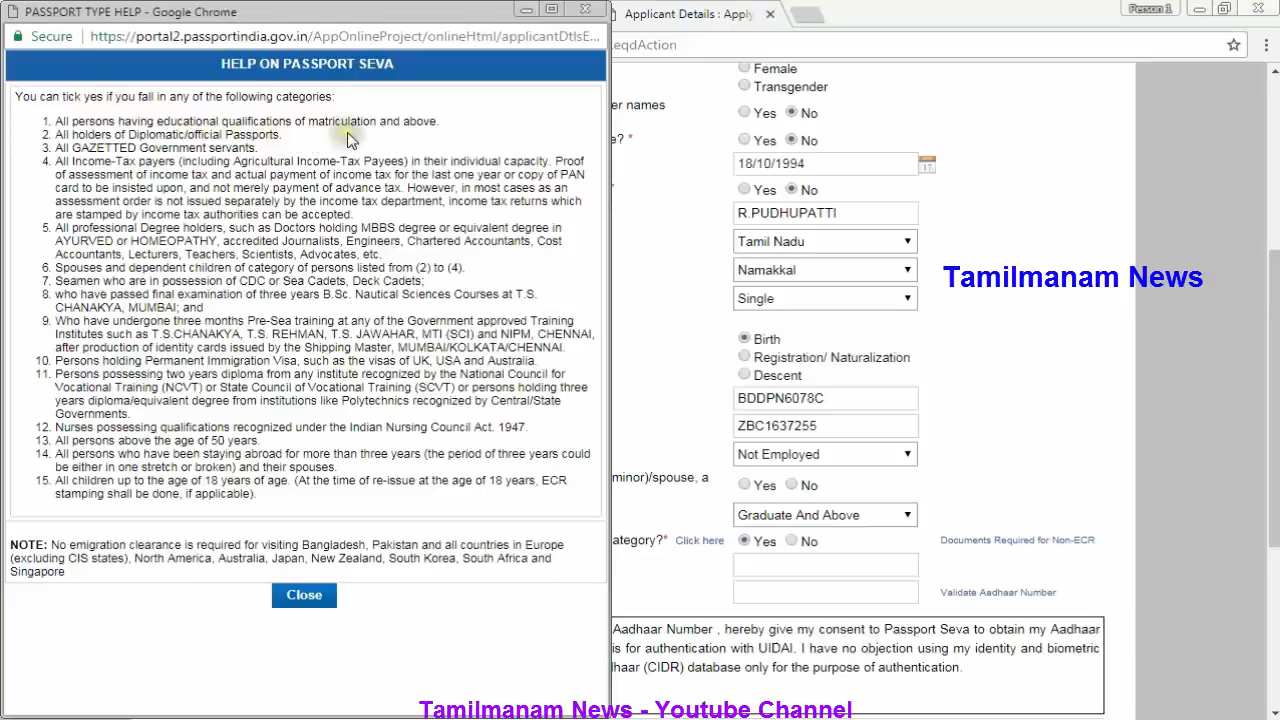 PASSPORT TYPE HELP - Google Chrome
Secure https://portal2.passportindia.gov.in/AppOnlineProject/onlineHtml/applicantDtlsE...
HELP ON PASSPORT SEVA
You can tick yes if you fall in any of the following categories:
1. All persons having educational qualifications of matriculation and above.
2. All holders of Diplomatic/official Passports.
3. All GAZETTED Government servants.
4. All Income-Tax payers (including Agricultural Income-Tax Payees) in their individual capacity. Proof
of assessment of income tax and actual payment of income tax for the last one year or copy of PAN
card to be insisted upon, and not merely payment of advance tax. However, in most cases as an
assessment order is not issued separately by the income tax department, income tax returns which
are stamped by income tax authorities can be accepted.
5. All professional Degree holders, such as Doctors holding MBBS degree or equivalent degree in
AYURVED or HOMEOPATHY, accredited Journalists, Engineers, Chartered Accountants, Cost
Accountants, Lecturers, Teachers, Scientists, Advocates, etc.
6. Spouses and dependent children of category of persons listed from (2) to (4).
7. Seamen who are in possession of CDC or Sea Cadets, Deck Cadets;
8. who have passed final examination of three years B.Sc. Nautical Sciences Courses at T.S.
CHANAKYA, MUMBAI; and
9. Who have undergone three months Pre-Sea training at any of the Government approved Training
Institutes such as T.S.CHANAKYA, T.S. REHMAN, T.S. JAWAHAR, MTI (SCI) and NIPM, CHENNAI,
after production of identity cards issued by the Shipping Master, MUMBAI/KOLKATA/CHENNAI.
10. Persons holding Permanent Immigration Visa, such as the visas of UK, USA and Australia.
11. Persons possessing two years diploma from any institute recognized by the National Council for
Vocational Training (NCVT) or State Council of Vocational Training (SCVT) or persons holding three
years diploma/equivalent degree from institutions like Polytechnics recognized by Central/State
Governments.
12. Nurses possessing qualifications recognized under the Indian Nursing Council Act. 1947.
13. All persons above the age of 50 years.
14. All persons who have been staying abroad for more than three years (the period of three years could
be either in one stretch or broken) and their spouses.
15. All children up to the age of 18 years of age. (At the time of re-issue at the age of 18 years, ECR
stamping shall be done, if applicable).
NOTE: No emigration clearance is required for visiting Bangladesh, Pakistan and all countries in Europe
(excluding CIS states), North America, Australia, Japan, New Zealand, South Korea, South Africa and
Singapore
Close
Applicant Details : Apply
Person 1
eqdAction
Female
Transgender
er names
Yes No
e? *
Yes No
18/10/1994
17
*
Yes No
R.PUDHUPATTI
Tamil Nadu
Namakkal
Tamilmanam News
Single
Birth
Registration/ Naturalization
Descent
BDDPN6078C
ZBC1637255
Not Employed
minor)/spouse, a
Yes No
Graduate And Above
category?* Click here Yes No Documents Required for Non-ECR
Validate Aadhaar Number
Aadhaar Number , hereby give my consent to Passport Seva to obtain my Aadhaar
is for authentication with UIDAI. I have no objection using my identity and biometric
dhaar (CIDR) database only for the purpose of authentication.
Tamilmanam News - Youtube Channel